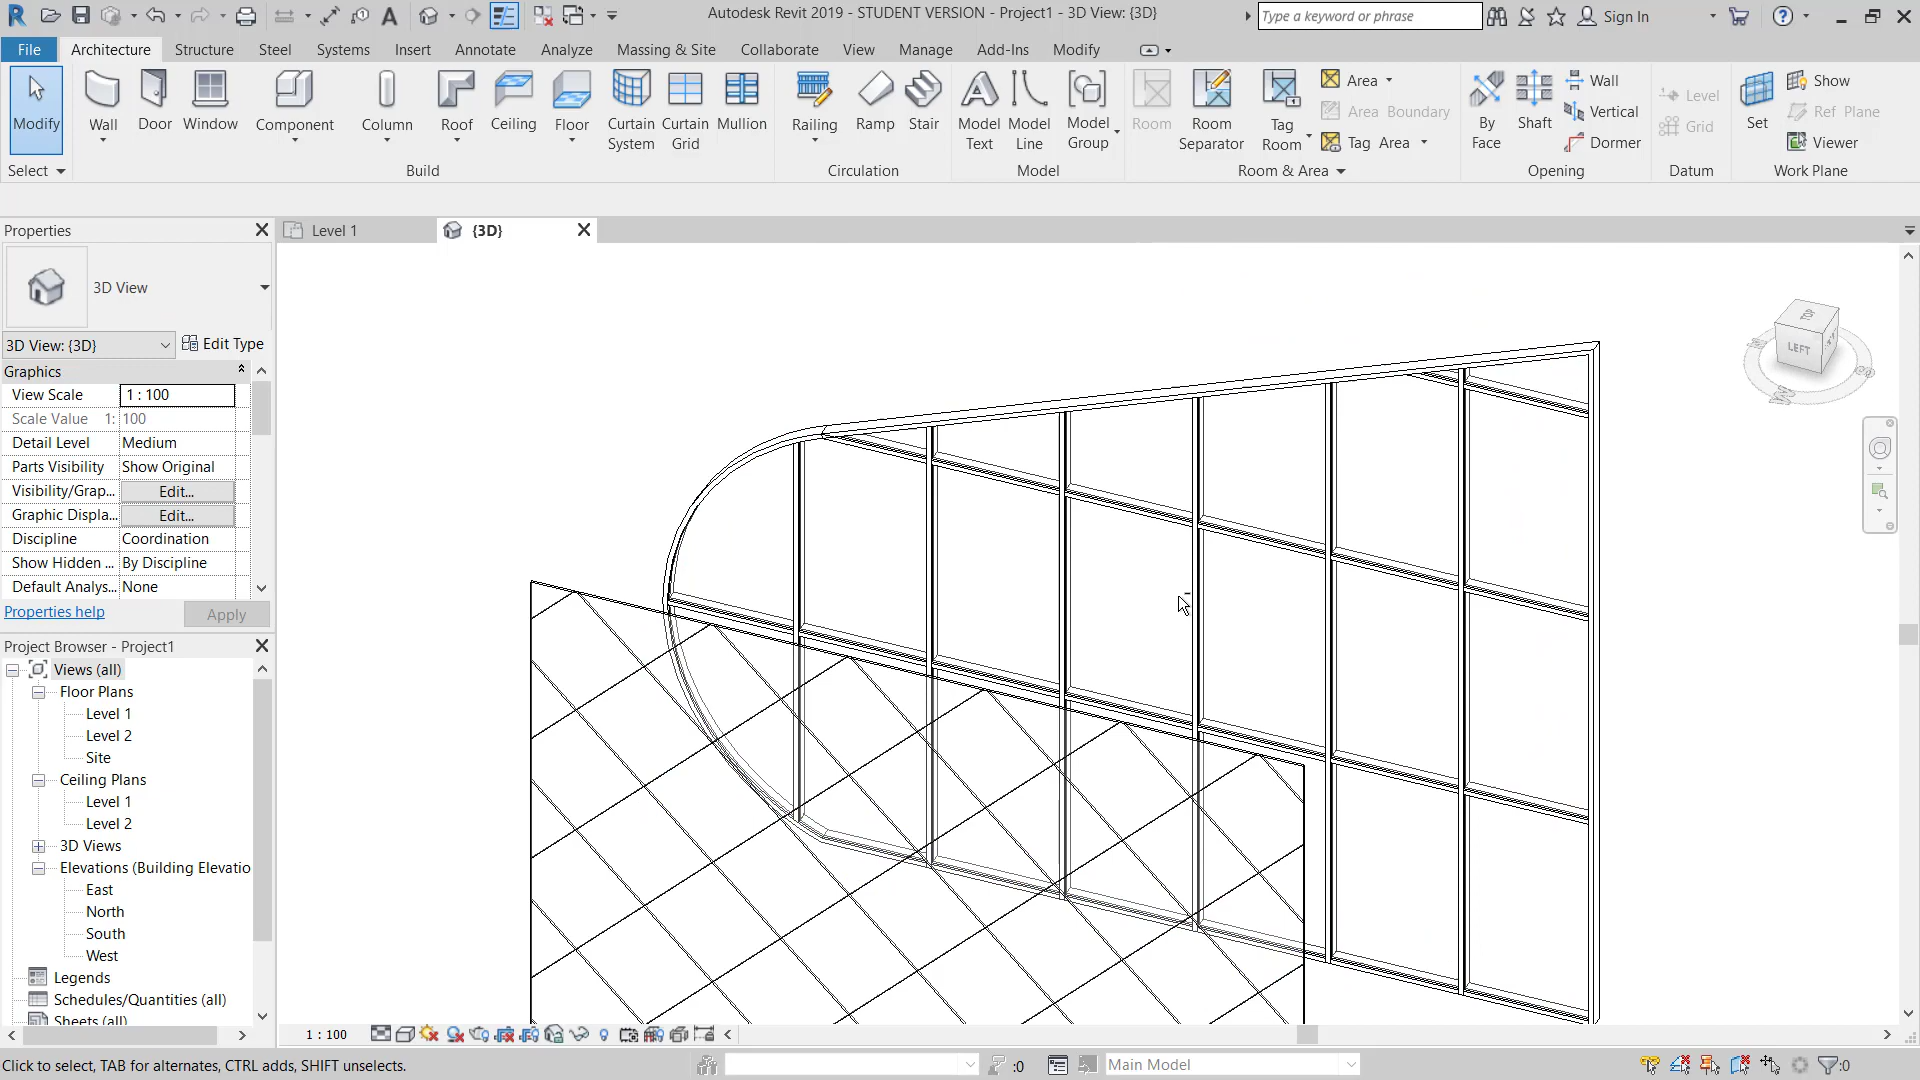 Autodesk Revit 2019 - STUDENT VERSION - Project1 - 3D View: {3D}
Type a keyword or phrase
Sign In
File Architecture Structure Steel Systems Insert Annotate Analyze Massing & Site Collaborate View Manage Add-Ins Modify
Modify
Wall
Door
Window
Component
Column
Roof
Ceiling
Floor
Curtain System
Curtain Grid
Mullion
Railing
Ramp
Stair
Model Text
Model Line
Model Group
Room
Room Separator
Tag Room
Area
Area Boundary
Tag Area
By Face
Shaft
Wall
Vertical
Dormer
Level
Grid
Set
Show
Ref Plane
Viewer
Select
Build
Circulation
Model
Room & Area
Opening
Datum
Work Plane
Properties
Level 1
{3D}
3D View
3D View: {3D}
Edit Type
Graphics
View Scale 1 : 100
Scale Value 1: 100
Detail Level Medium
Parts Visibility Show Original
Visibility/Grap... Edit...
Graphic Displa... Edit...
Discipline Coordination
Show Hidden ... By Discipline
Default Analys... None
Properties help
Apply
Project Browser - Project1
Views (all)
Floor Plans
Level 1
Level 2
Site
Ceiling Plans
Level 1
Level 2
3D Views
Elevations (Building Elevatio
East
North
South
West
Legends
Schedules/Quantities (all)
Sheets (all)
TOP
LEFT
N
W
S
1 : 100
Click to select, TAB for alternates, CTRL adds, SHIFT unselects.
:0
Main Model
:0